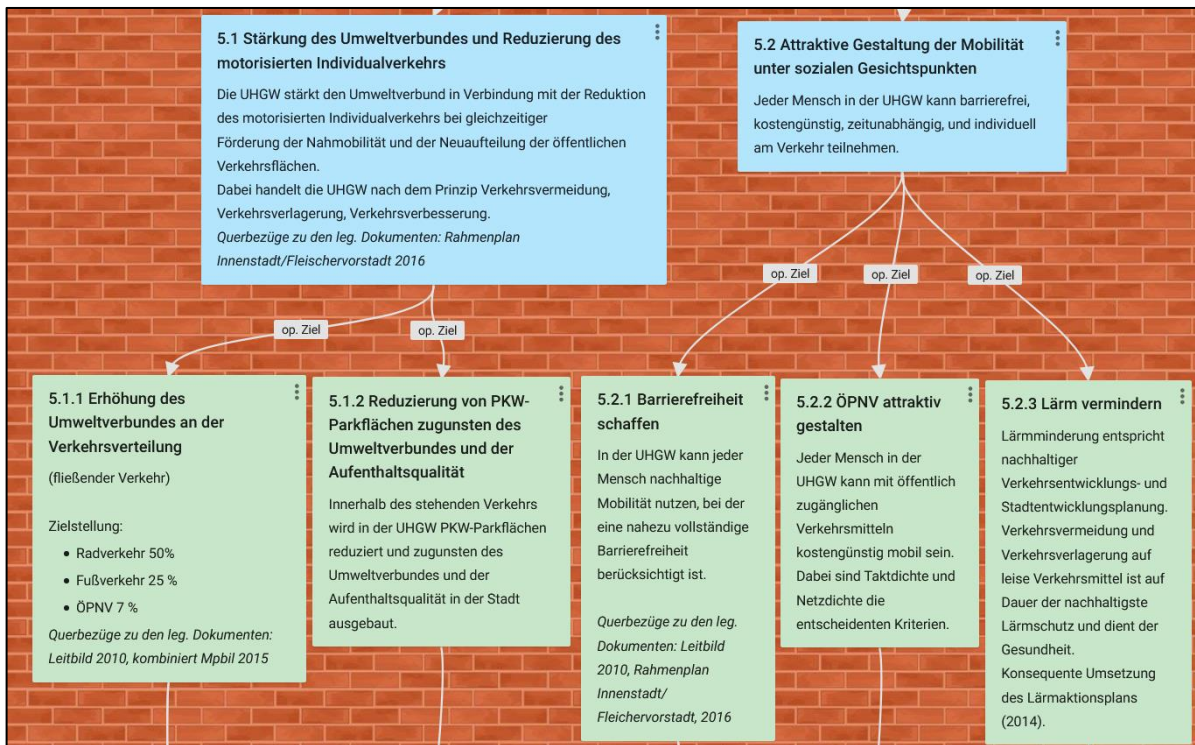 5.1 Stärkung des Umweltverbundes und Reduzierung des
motorisierten Individualverkehrs
Die UHGW stärkt den Umweltverbund in Verbindung mit der Reduktion
des motorisierten Individualverkehrs bei gleichzeitiger
Förderung der Nahmobilität und der Neuaufteilung der öffentlichen
Verkehrsflächen.
Dabei handelt die UHGW nach dem Prinzip Verkehrsvermeidung,
Verkehrsverlagerung, Verkehrsverbesserung.
Querbezüge zu den leg. Dokumenten: Rahmenplan
Innenstadt/Fleischervorstadt 2016
5.2 Attraktive Gestaltung der Mobilität
unter sozialen Gesichtspunkten
Jeder Mensch in der UHGW kann barrierefrei,
kostengünstig, zeitunabhängig, und individuell
am Verkehr teilnehmen.
op. Ziel
op. Ziel
op. Ziel
op. Ziel
op. Ziel
5.1.1 Erhöhung des
Umweltverbundes an der
Verkehrsverteilung
(fließender Verkehr)
Zielstellung:
• Radverkehr 50%
• Fußverkehr 25 %
• ÖPNV 7 %
Querbezüge zu den leg. Dokumenten:
Leitbild 2010, kombiniert Mpbil 2015
5.1.2 Reduzierung von PKW-
Parkflächen zugunsten des
Umweltverbundes und der
Aufenthaltsqualität
Innerhalb des stehenden Verkehrs
wird in der UHGW PKW-Parkflächen
reduziert und zugunsten des
Umweltverbundes und der
Aufenthaltsqualität in der Stadt
ausgebaut.
5.2.1 Barrierefreiheit
schaffen
In der UHGW kann jeder
Mensch nachhaltige
Mobilität nutzen, bei der
eine nahezu vollständige
Barrierefreiheit
berücksichtigt ist.
Querbezüge zu den leg.
Dokumenten: Leitbild
2010, Rahmenplan
Innenstadt/
Fleichervorstadt, 2016
5.2.2 ÖPNV attraktiv
gestalten
Jeder Mensch in der
UHGW kann mit öffentlich
zugänglichen
Verkehrsmitteln
kostengünstig mobil sein.
Dabei sind Taktdichte und
Netzdichte die
entscheidenten Kriterien.
5.2.3 Lärm vermindern
Lärmminderung entspricht
nachhaltiger
Verkehrsentwicklungs- und
Stadtentwicklungsplanung.
Verkehrsvermeidung und
Verkehrsverlagerung auf
leise Verkehrsmittel ist auf
Dauer der nachhaltigste
Lärmschutz und dient der
Gesundheit.
Konsequente Umsetzung
des Lärmaktionsplans
(2014).